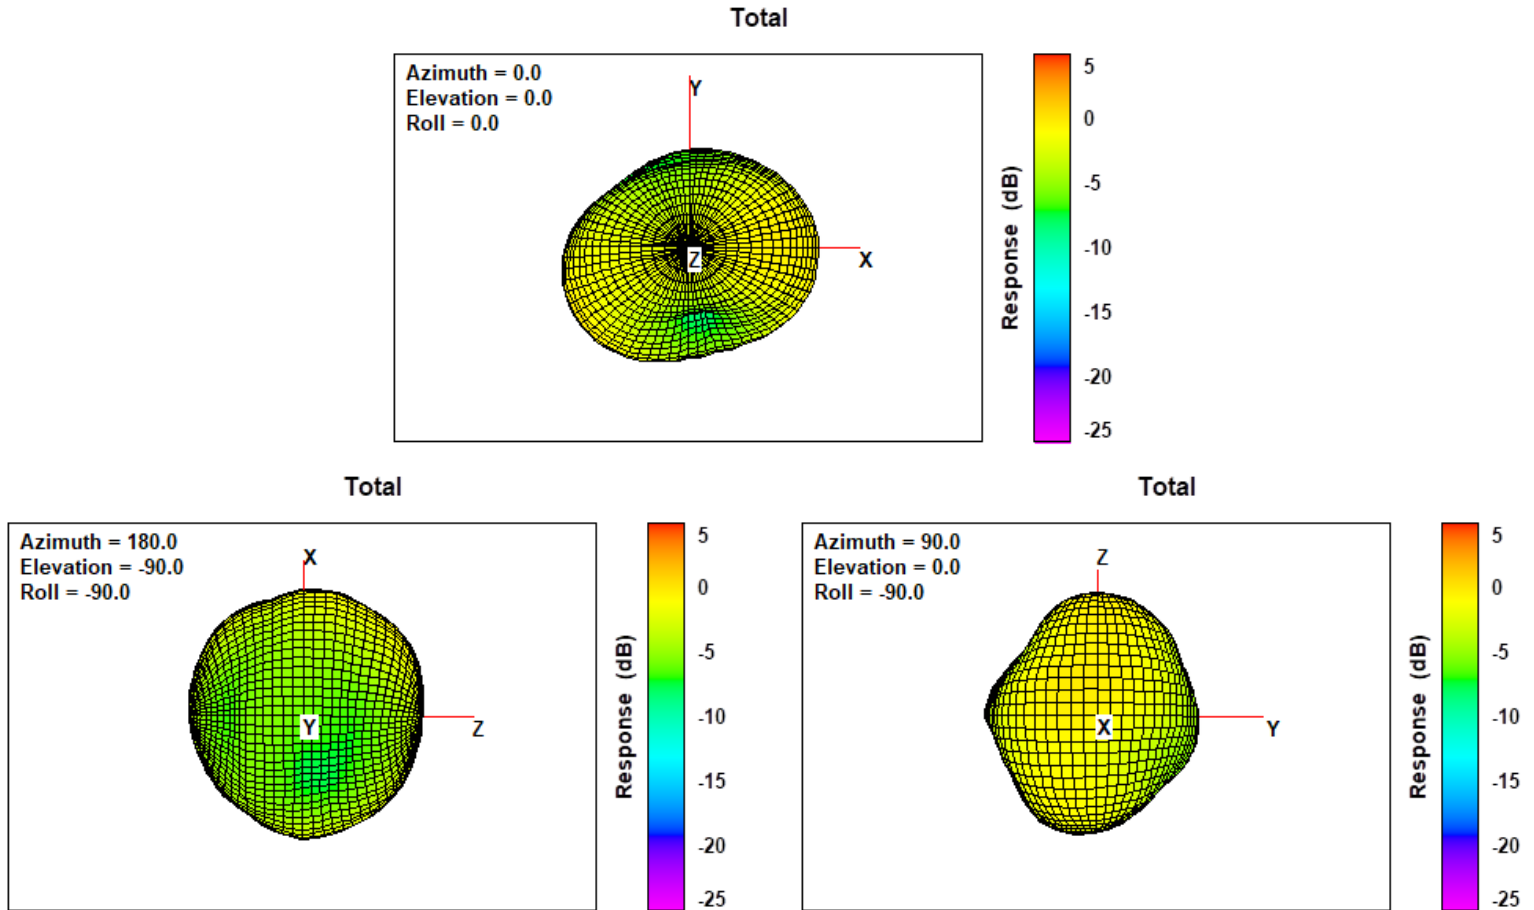 Total
Azimuth = 0.0
Elevation = 0.0
Roll = 0.0
Y
X
Z
5
0
-5
-10
-15
-20
-25
Response (dB)
Total
Azimuth = 180.0
Elevation = -90.0
Roll = -90.0
X
Y
Z
5
0
-5
-10
-15
-20
-25
Response (dB)
Total
Azimuth = 90.0
Elevation = 0.0
Roll = -90.0
Z
X
Y
5
0
-5
-10
-15
-20
-25
Response (dB)